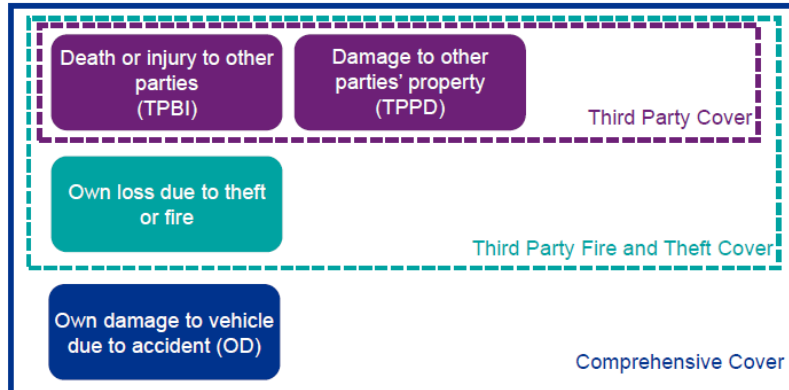 Death or injury to other
parties
(TPBI)
Damage to other
parties' property
(TPPD)
Third Party Cover
Own loss due to theft
or fire
Third Party Fire and Theft Cover
Own damage to vehicle
due to accident (OD)
Comprehensive Cover